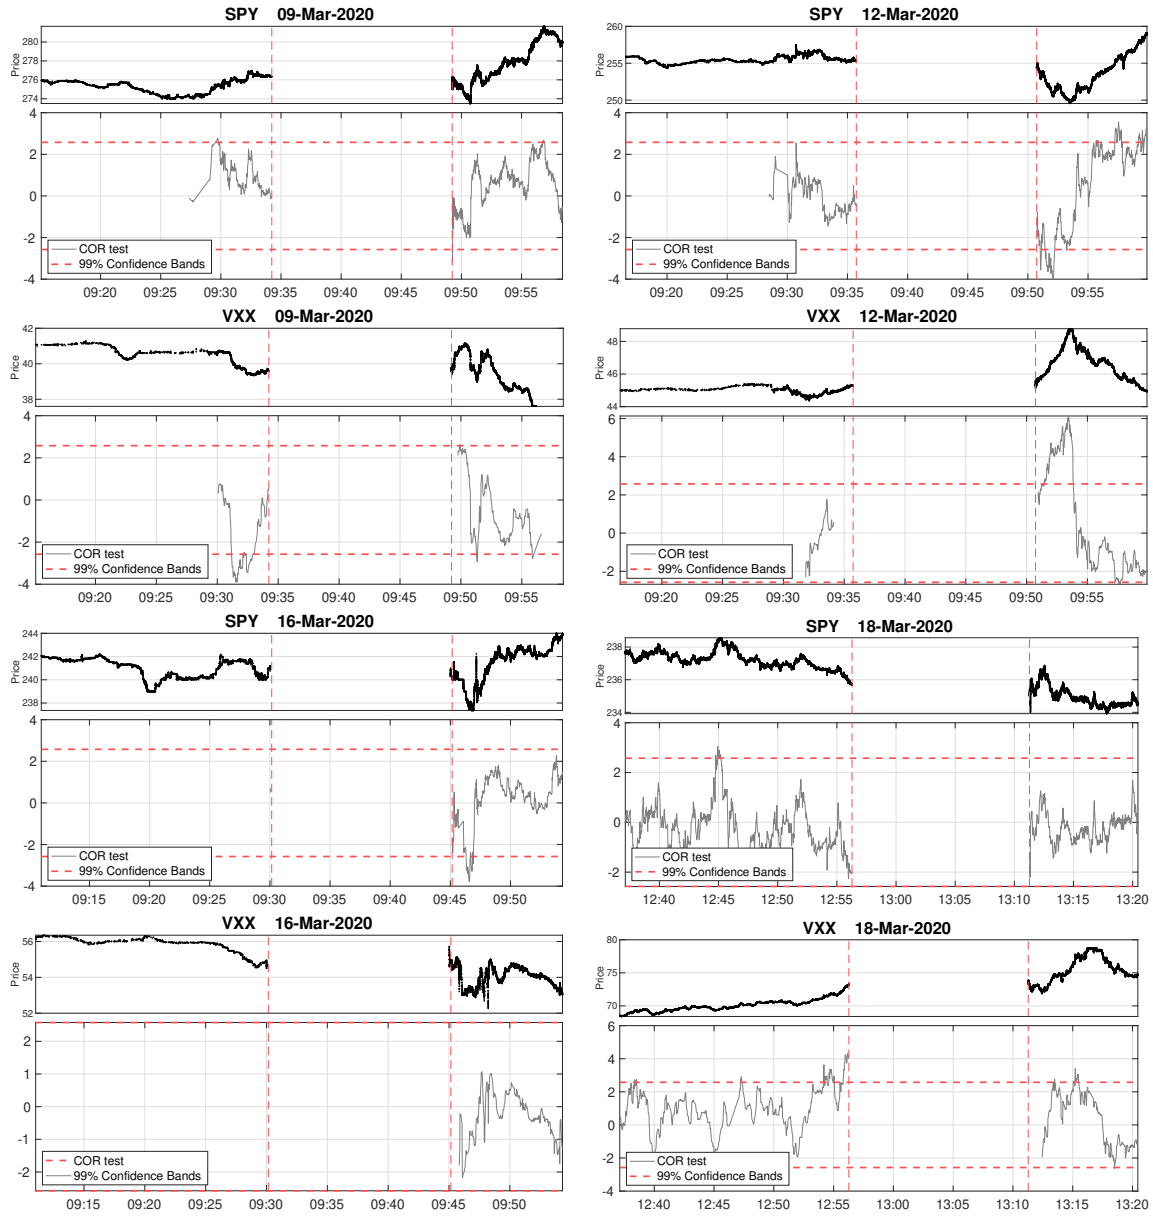 SPY 09-Mar-2020
Price
280
278
276
274
4
2
0
-2
-4
COR test
99% Confidence Bands
09:20 09:25 09:30 09:35 09:40 09:45 09:50 09:55
SPY 12-Mar-2020
Price
260
255
250
4
2
0
-2
-4
COR test
99% Confidence Bands
09:20 09:25 09:30 09:35 09:40 09:45 09:50 09:55
VXX 09-Mar-2020
Price
42
40
38
4
2
0
-2
-4
COR test
99% Confidence Bands
09:20 09:25 09:30 09:35 09:40 09:45 09:50 09:55
VXX 12-Mar-2020
Price
48
46
44
6
4
2
0
-2
COR test
99% Confidence Bands
09:20 09:25 09:30 09:35 09:40 09:45 09:50 09:55
SPY 16-Mar-2020
Price
244
242
240
238
4
2
0
-2
-4
COR test
99% Confidence Bands
09:15 09:20 09:25 09:30 09:35 09:40 09:45 09:50
SPY 18-Mar-2020
Price
238
236
234
4
2
0
-2
COR test
99% Confidence Bands
12:40 12:45 12:50 12:55 13:00 13:05 13:10 13:15 13:20
VXX 16-Mar-2020
Price
56
54
52
2
1
0
-1
-2
COR test
99% Confidence Bands
09:15 09:20 09:25 09:30 09:35 09:40 09:45 09:50
VXX 18-Mar-2020
Price
80
75
70
6
4
2
0
-2
-4
COR test
99% Confidence Bands
12:40 12:45 12:50 12:55 13:00 13:05 13:10 13:15 13:20